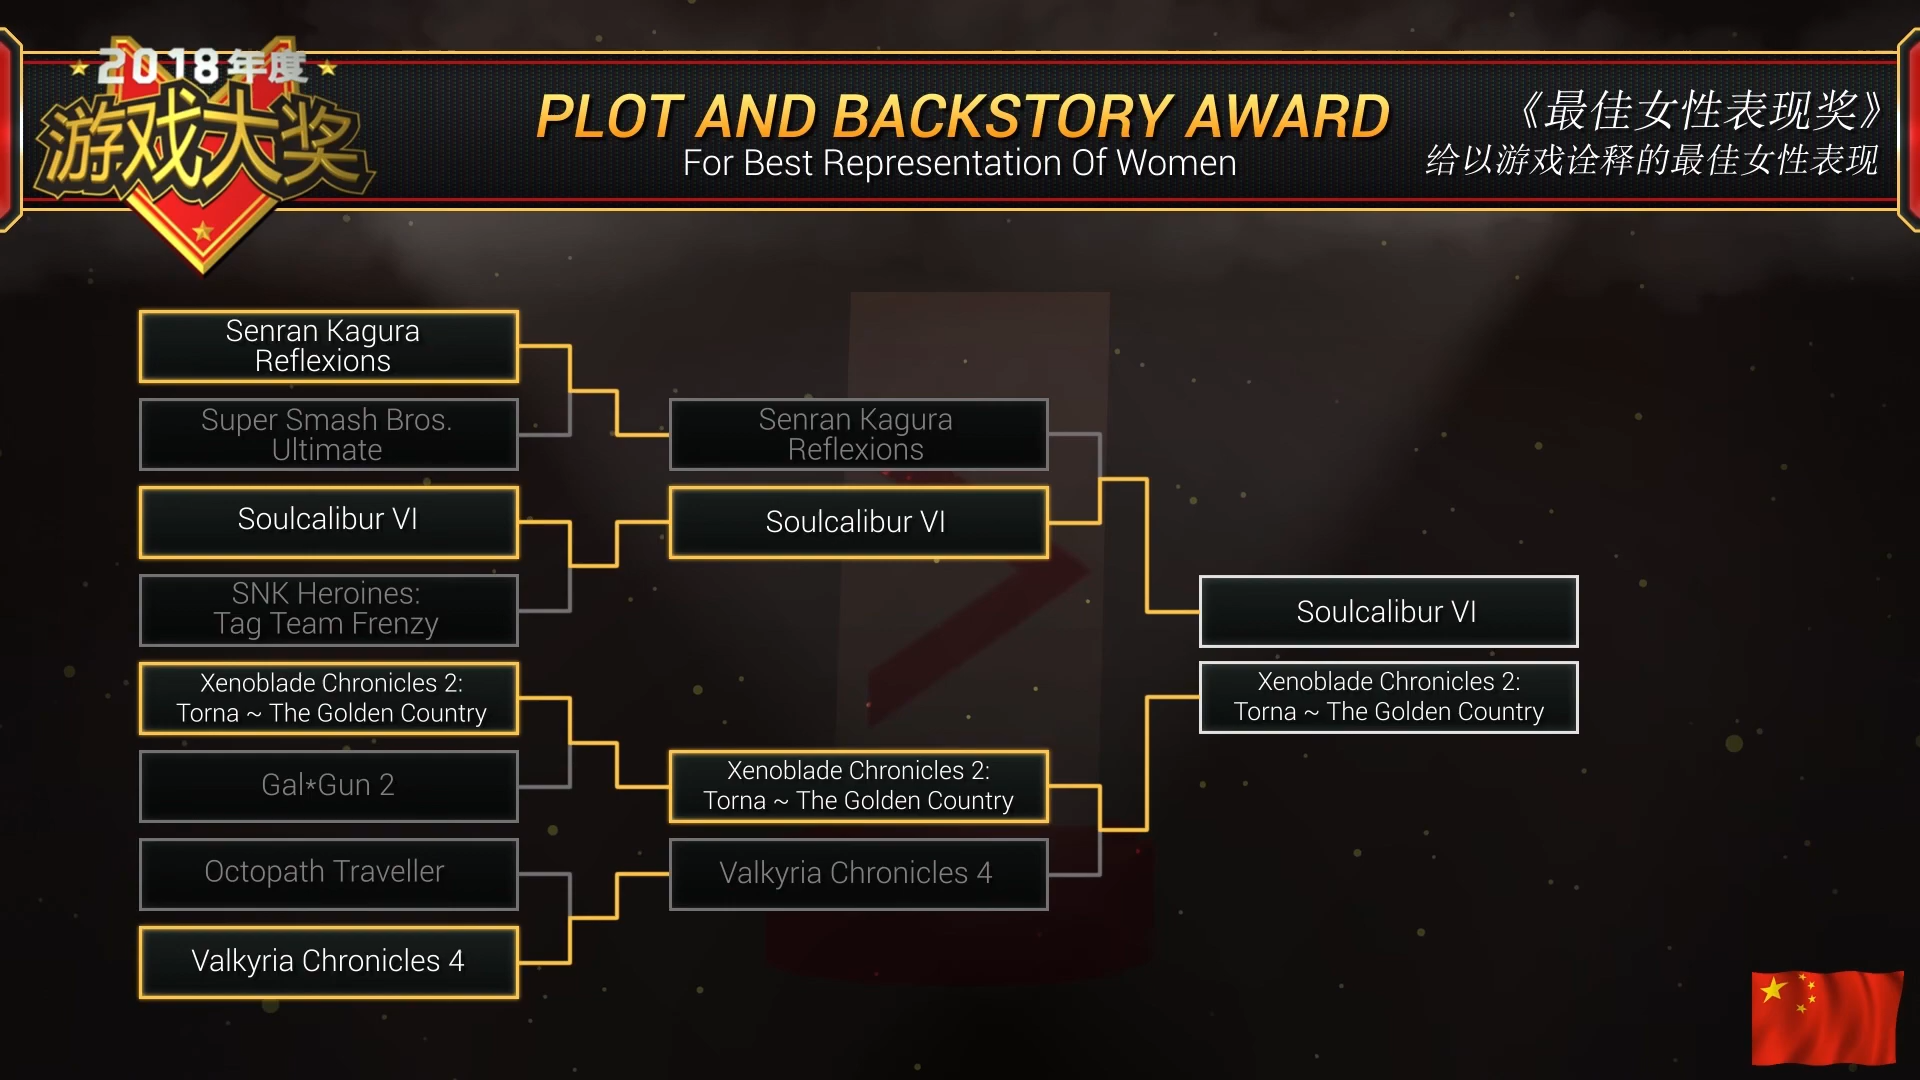 2018年度
游戏大奖
PLOT AND BACKSTORY AWARD
For Best Representation Of Women
《最佳女性表现奖》
给以游戏诠释的最佳女性表现
Senran Kagura
Reflexions
Super Smash Bros.
Ultimate
Soulcalibur VI
SNK Heroines:
Tag Team Frenzy
Xenoblade Chronicles 2:
Torna ~ The Golden Country
Gal*Gun 2
Octopath Traveller
Valkyria Chronicles 4
Senran Kagura
Reflexions
Soulcalibur VI
Xenoblade Chronicles 2:
Torna ~ The Golden Country
Valkyria Chronicles 4
Soulcalibur VI
Xenoblade Chronicles 2:
Torna ~ The Golden Country